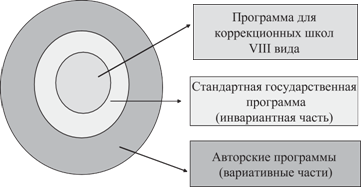 Программа для
коррекционных школ
VIII вида
Стандартная государственная
программа
(инвариантная часть)
Авторские программы
(вариативные части)